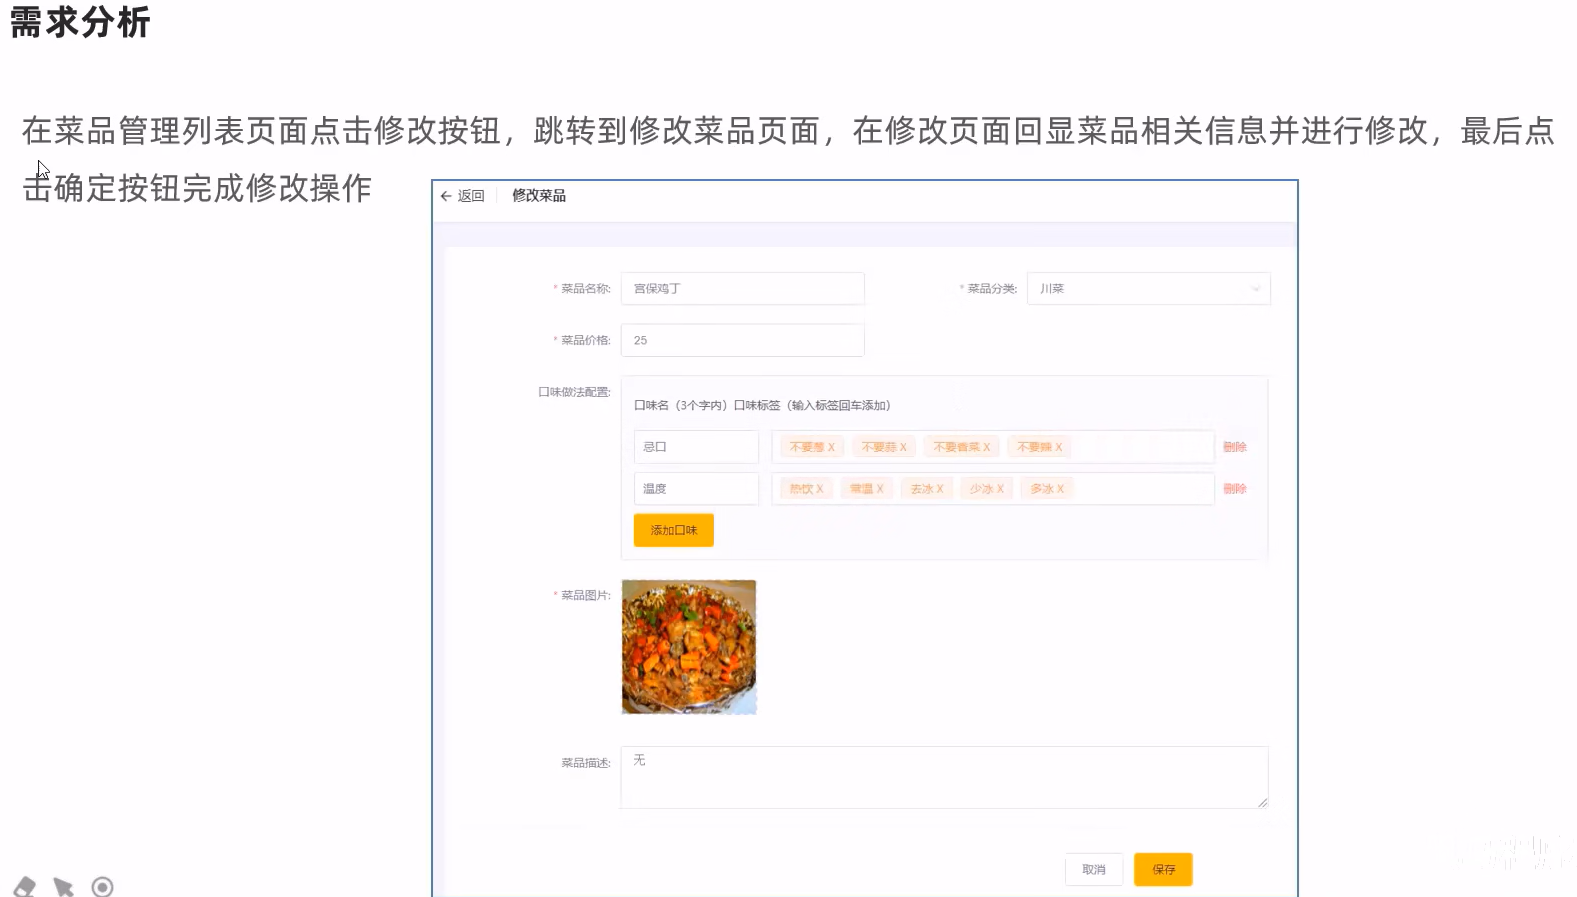 需求分析
在菜品管理列表页面点击修改按钮，跳转到修改菜品页面，在修改页面回显菜品相关信息并进行修改，最后点
击确定按钮完成修改操作
← 返回 修改菜品
* 菜品名称: 宫保鸡丁 * 菜品分类: 川菜
* 菜品价格: 25
口味做法配置:
口味名（3个字内）口味标签（输入标签回车添加）
忌口 不要葱 X 不要蒜 X 不要香菜 X 不要辣 X 删除
温度 热饮 X 常温 X 去冰 X 少冰 X 多冰 X 删除
添加口味
* 菜品图片:
菜品描述: 无
取消 保存